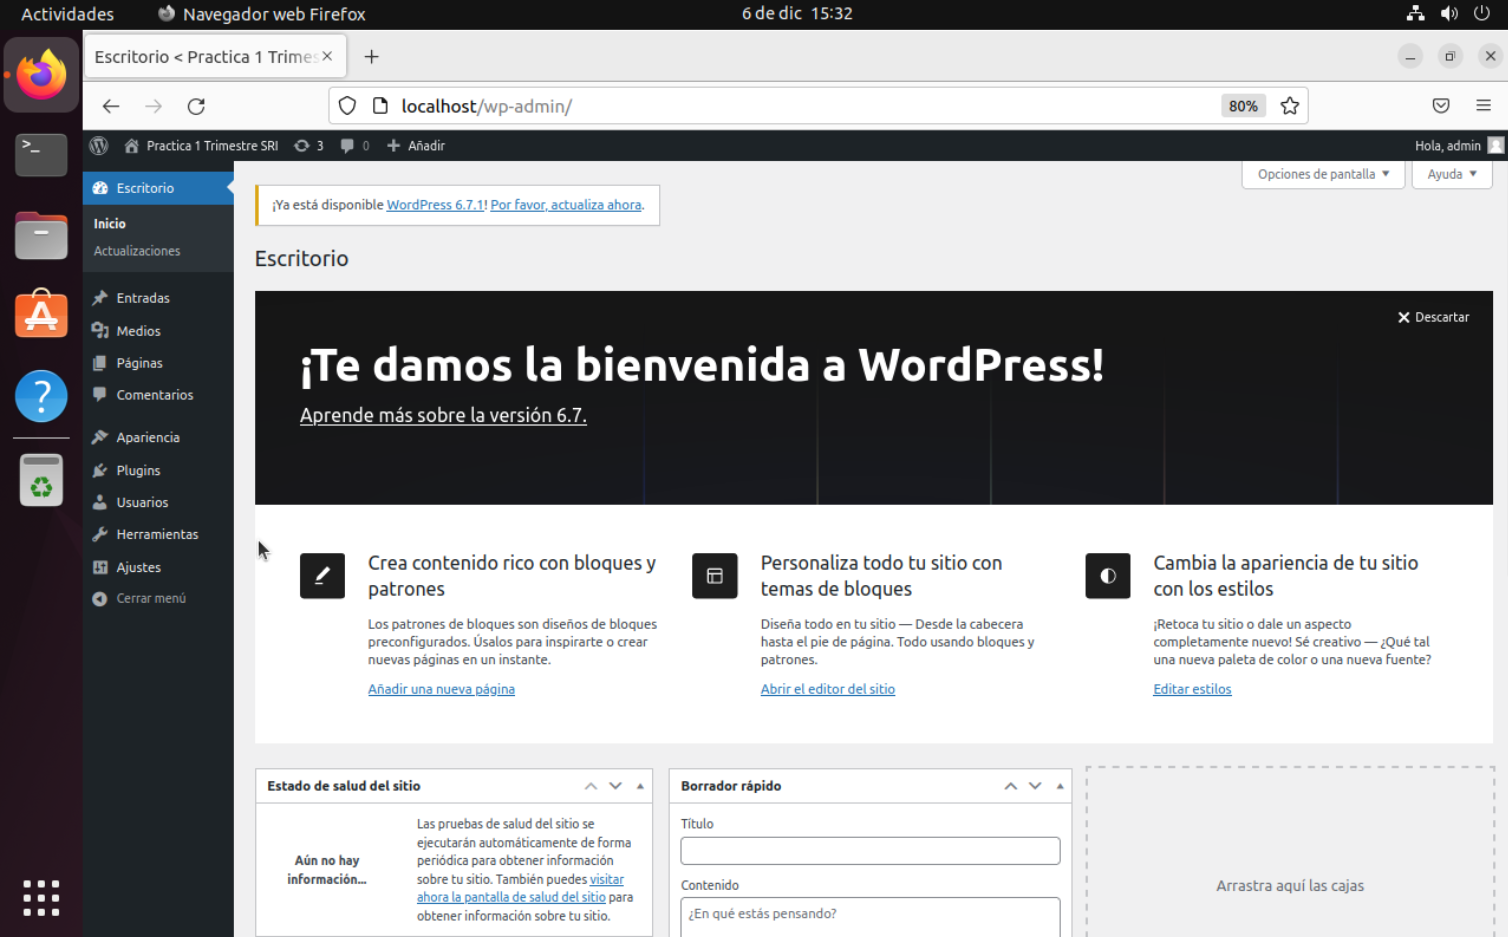 Actividades
Navegador web Firefox
6 de dic 15:32
Escritorio < Practica 1 Trimes
localhost/wp-admin/
80%
Practica 1 Trimestre SRI
3
0
Añadir
Hola, admin
Escritorio
Inicio
Actualizaciones
Entradas
Medios
Páginas
Comentarios
Apariencia
Plugins
Usuarios
Herramientas
Ajustes
Cerrar menú
Opciones de pantalla
Ayuda
¡Ya está disponible WordPress 6.7.1! Por favor, actualiza ahora.
Escritorio
Descartar
¡Te damos la bienvenida a WordPress!
Aprende más sobre la versión 6.7.
Crea contenido rico con bloques y
patrones
Los patrones de bloques son diseños de bloques
preconfigurados. Úsalos para inspirarte o crear
nuevas páginas en un instante.
Añadir una nueva página
Personaliza todo tu sitio con
temas de bloques
Diseña todo en tu sitio — Desde la cabecera
hasta el pie de página. Todo usando bloques y
patrones.
Abrir el editor del sitio
Cambia la apariencia de tu sitio
con los estilos
¡Retoca tu sitio o dale un aspecto
completamente nuevo! Sé creativo — ¿Qué tal
una nueva paleta de color o una nueva fuente?
Editar estilos
Estado de salud del sitio
Aún no hay
información...
Las pruebas de salud del sitio se
ejecutarán automáticamente de forma
periódica para obtener información
sobre tu sitio. También puedes visitar
ahora la pantalla de salud del sitio para
obtener información sobre tu sitio.
Borrador rápido
Título
Contenido
¿En qué estás pensando?
Arrastra aquí las cajas